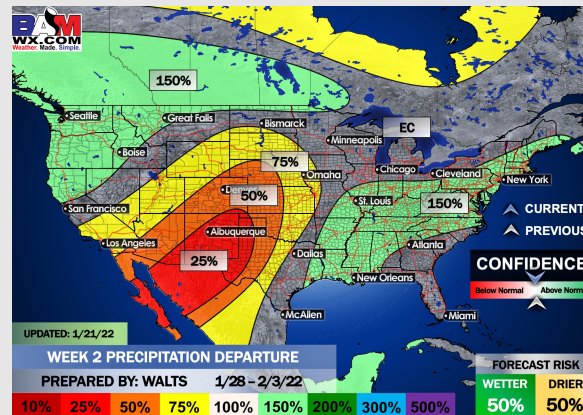 BAM
WX.COM
Weather. Made. Simple.
150%
Seattle
Great Falls
Bismarck
EC
Minneapolis
Boise
75%
Chicago
Cleveland
Omaha
New York
50%
San Francisco
St. Louis
150%
CURRENT
Albuquerque
PREVIOUS
Los Angeles
Atlanta
25%
Dallas
CONFIDENCE
New Orleans
Below Normal
Above Norm
McAllen
Miami
UPDATED: 1/21/22
WEEK 2 PRECIPITATION DEPARTURE
FORECAST RISK
PREPARED BY: WALTS 1/28 – 2/3/22
WETTER
DRIER
50%
50%
10% 25% 50% 75% 100% 150% 200% 300% 500%